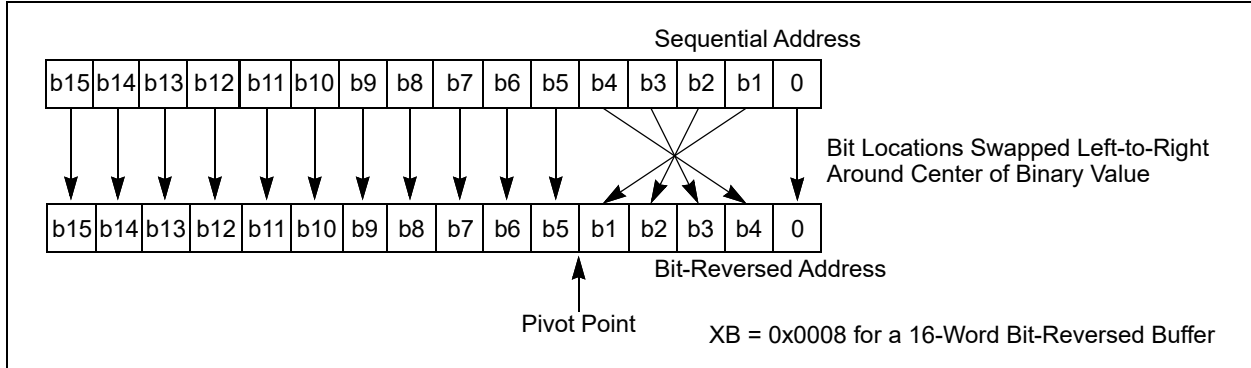 Sequential Address
b15 b14 b13 b12 b11 b10 b9 b8 b7 b6 b5 b4 b3 b2 b1 0
Bit Locations Swapped Left-to-Right
Around Center of Binary Value
b15 b14 b13 b12 b11 b10 b9 b8 b7 b6 b5 b1 b2 b3 b4 0
Bit-Reversed Address
Pivot Point
XB = 0x0008 for a 16-Word Bit-Reversed Buffer